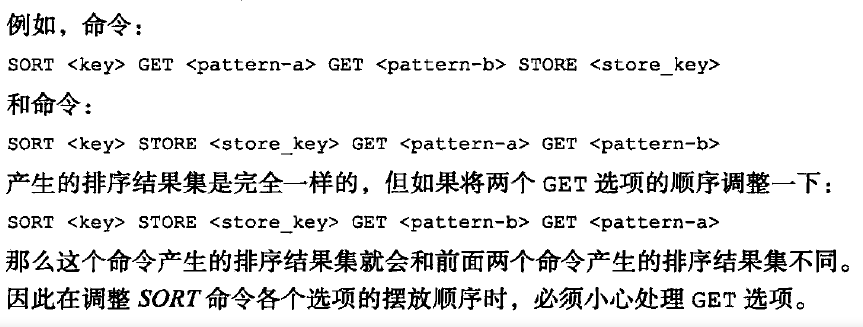 例如，命令：
SORT <key> GET <pattern-a> GET <pattern-b> STORE <store_key>
和命令：
SORT <key> STORE <store_key> GET <pattern-a> GET <pattern-b>
产生的排序结果集是完全一样的，但如果将两个 GET 选项的顺序调整一下：
SORT <key> STORE <store_key> GET <pattern-b> GET <pattern-a>
那么这个命令产生的排序结果集就会和前面两个命令产生的排序结果集不同。
因此在调整 SORT 命令各个选项的摆放顺序时，必须小心处理 GET 选项。